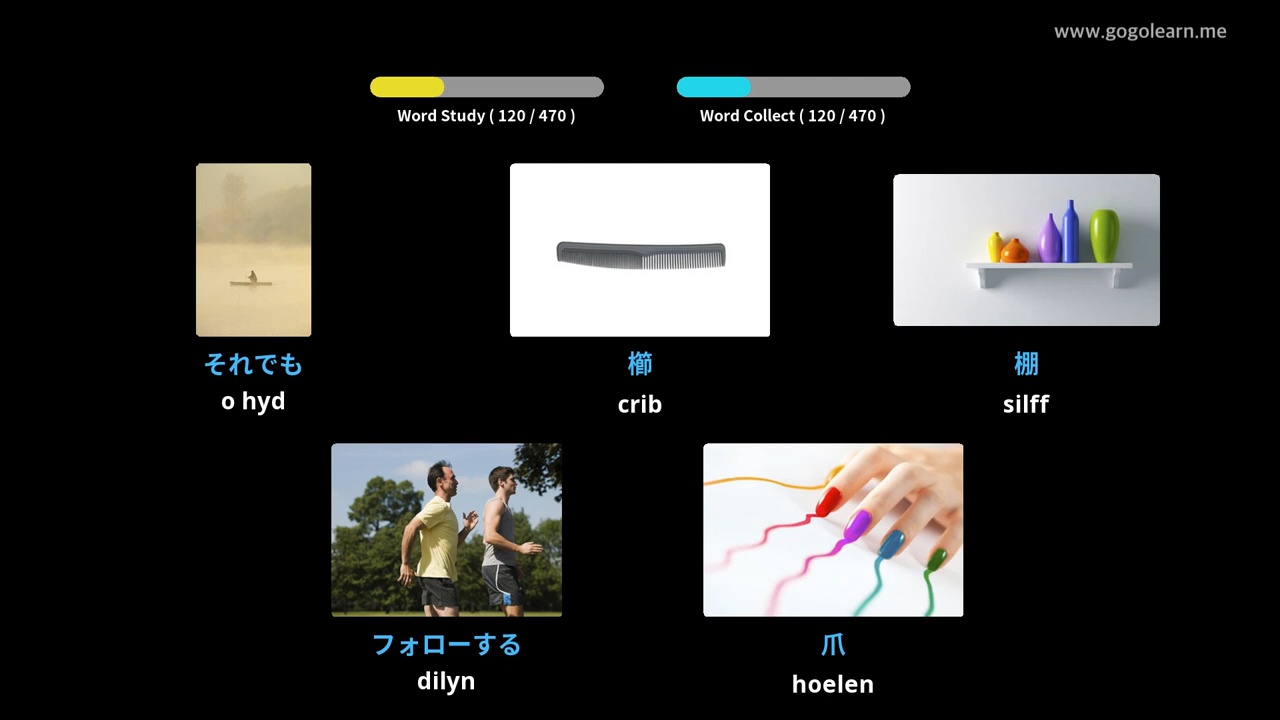 www.gogolearn.me
Word Study ( 120 / 470 )
Word Collect ( 120 / 470 )
それでも
o hyd
櫛
crib
棚
silff
フォローする
dilyn
爪
hoelen